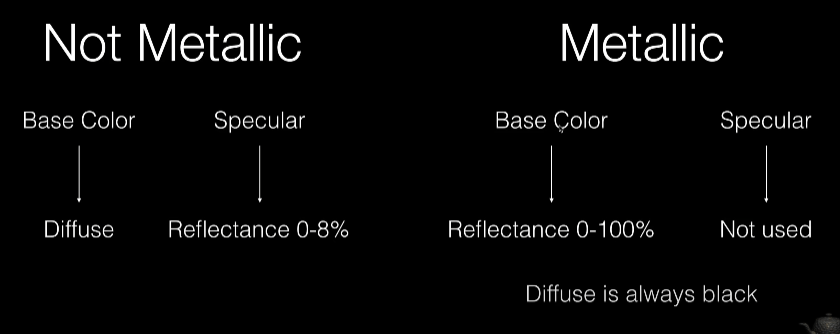 Not Metallic
Metallic
Base Color
Specular
Base Color
Specular
Diffuse
Reflectance 0-8%
Reflectance 0-100%
Not used
Diffuse is always black